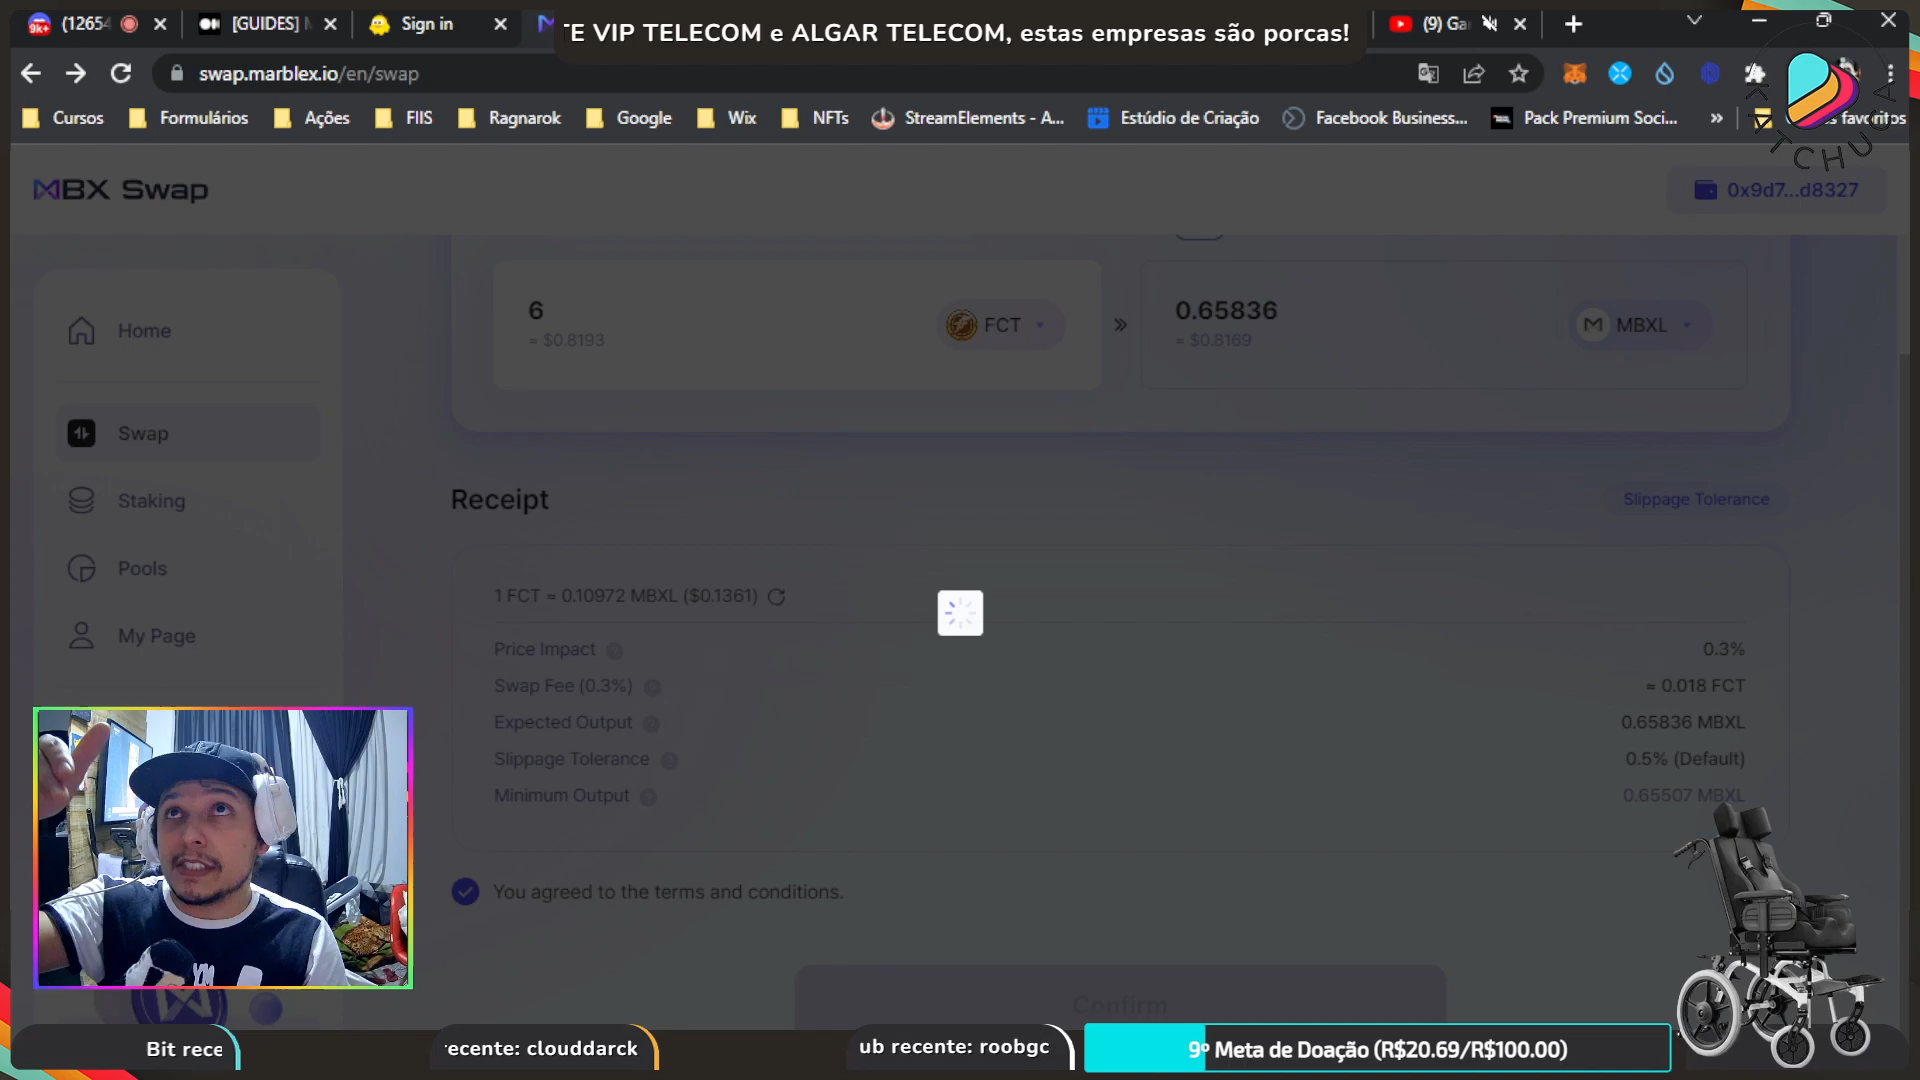 (12654
[GUIDES]
Sign in
TE VIP TELECOM e ALGAR TELECOM, estas empresas são porcas!
(9) Ga
9k+
swap.marblex.io/en/swap
Cursos
Formulários
Ações
FIIS
Ragnarok
Google
Wix
NFTs
StreamElements - A...
Estúdio de Criação
Facebook Business...
Pack Premium Soci...
»
favoritos
TCHU
MBX Swap
0x9d7...d8327
Home
Swap
Staking
Pools
My Page
6
≈ $0.8193
FCT
»
0.65836
≈ $0.8169
MBXL
Receipt
Slippage Tolerance
1 FCT ≈ 0.10972 MBXL ($0.1361)
Price Impact
0.3%
Swap Fee (0.3%)
≈ 0.018 FCT
Expected Output
0.65836 MBXL
Slippage Tolerance
0.5% (Default)
Minimum Output
0.65507 MBXL
You agreed to the terms and conditions.
Confirm
Bit rece
ecente: clouddarck
ub recente: roobgc
9º Meta de Doação (R$20.69/R$100.00)